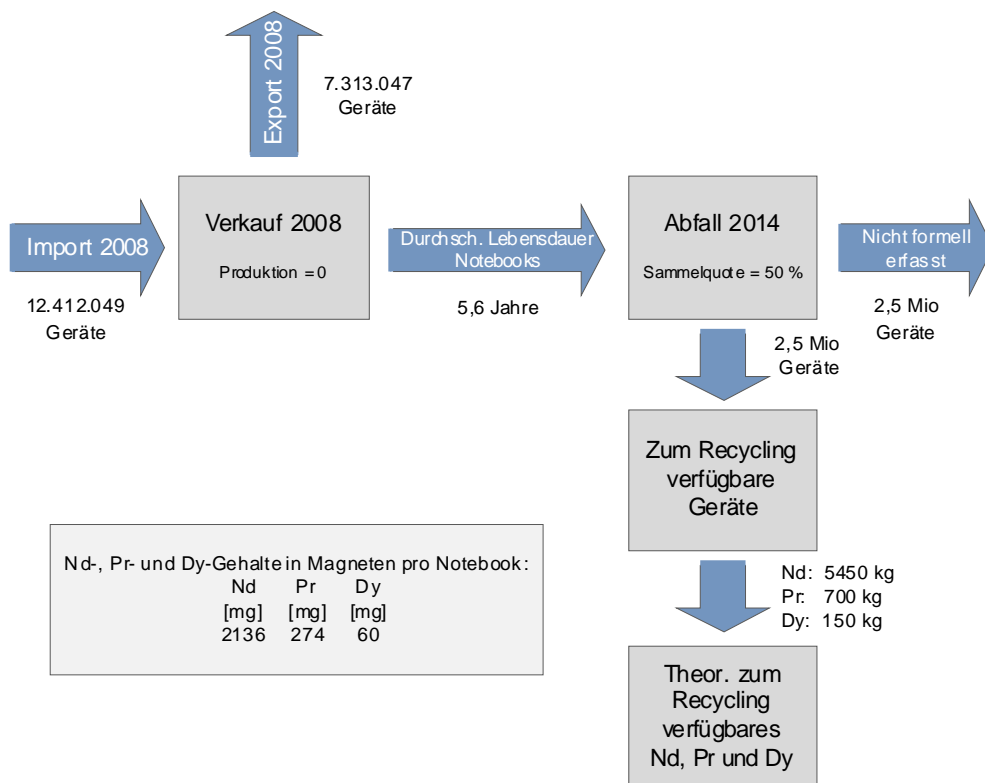 Export 2008
7.313.047
Geräte
Import 2008
12.412.049
Geräte
Verkauf 2008
Produktion = 0
Durchsch. Lebensdauer
Notebooks
5,6 Jahre
Abfall 2014
Sammelquote = 50 %
Nicht formell
erfasst
2,5 Mio
Geräte
2,5 Mio
Geräte
Zum Recycling
verfügbare
Geräte
Nd-, Pr- und Dy-Gehalte in Magneten pro Notebook:
Nd Pr Dy
[mg] [mg] [mg]
2136 274 60
Nd: 5450 kg
Pr: 700 kg
Dy: 150 kg
Theor. zum
Recycling
verfügbares
Nd, Pr und Dy